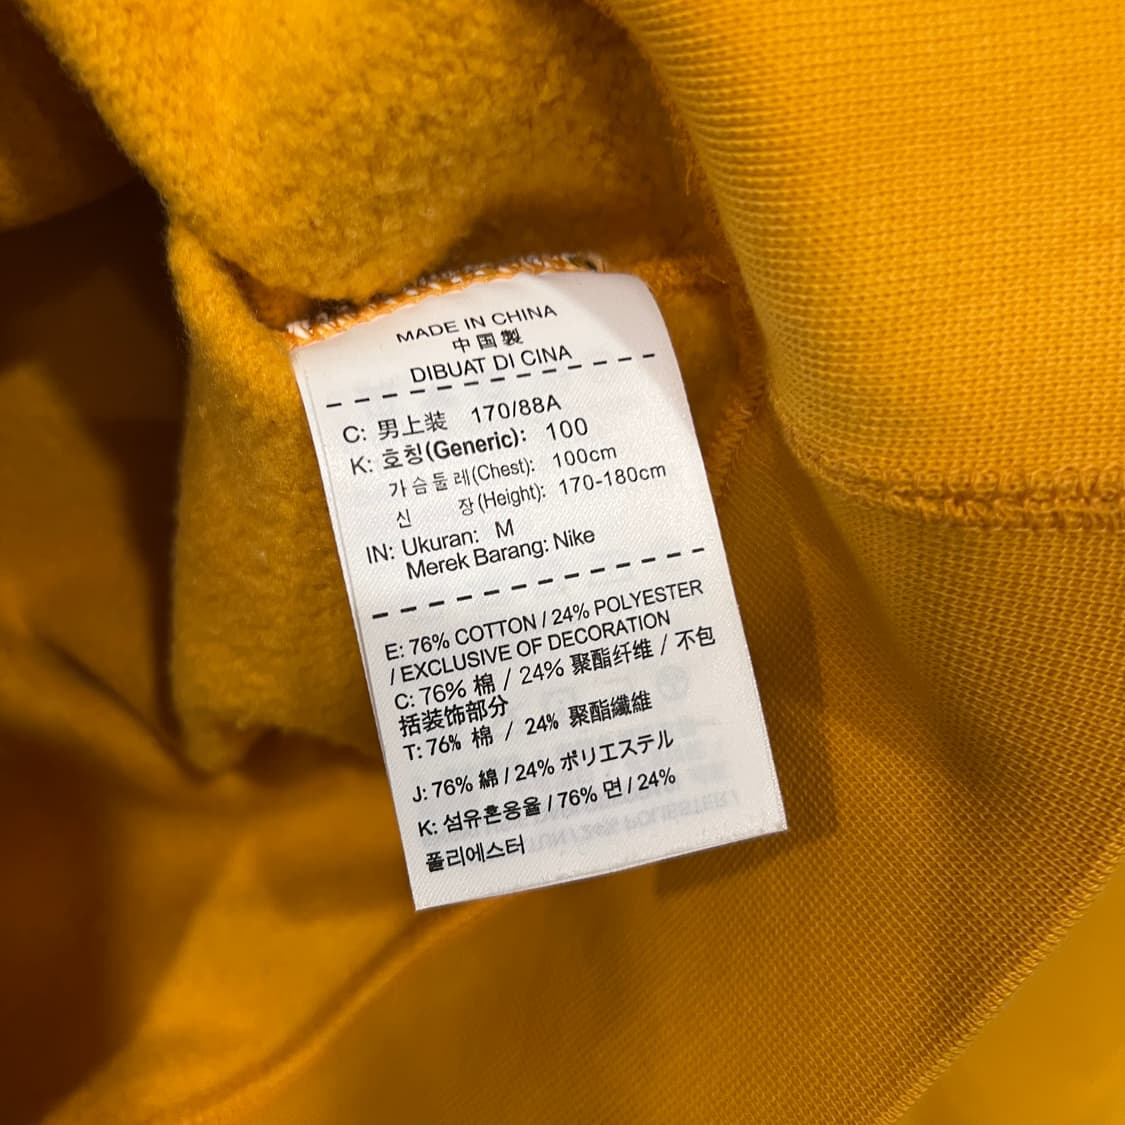 MADE IN CHINA
中国製
DIBUAT DI CINA
C: 男上装 170/88A
K: 호칭(Generic): 100
가슴둘레(Chest): 100cm
신 장(Height): 170-180cm
IN: Ukuran: M
Merek Barang: Nike
E: 76% COTTON / 24% POLYESTER
/ EXCLUSIVE OF DECORATION
C: 76% 棉 / 24% 聚酯纤维 / 不包
括装饰部分
T: 76% 棉 / 24% 聚酯纖維
J: 76% 綿 / 24% ポリエステル
K: 섬유혼용율 / 76% 면 / 24%
폴리에스터